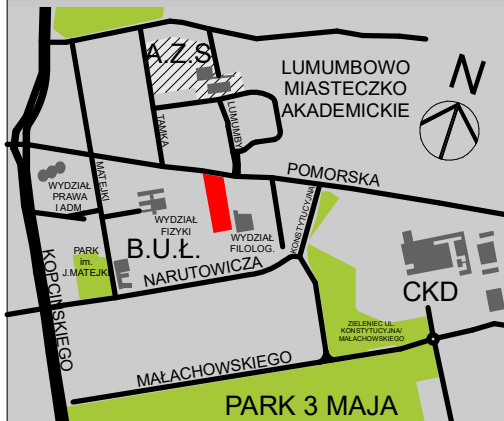 A.Z.S
LUMUMBOWO
MIASTECZKO
AKADEMICKIE
N
TAMKA
LUMUMBY
MATEJKI
POMORSKA
WYDZIAŁ
PRAWA
I ADM.
WYDZIAŁ
FIZYKI
WYDZIAŁ
FILOLOG.
KONSTYTUCYJNA
PARK
im.
J.MATEJKI
B.U.Ł.
NARUTOWICZA
KOPCIŃSKIEGO
CKD
ZIELENIEC UL.
KONSTYTUCYJNA/
MAŁACHOWSKIEGO
MAŁACHOWSKIEGO
PARK 3 MAJA